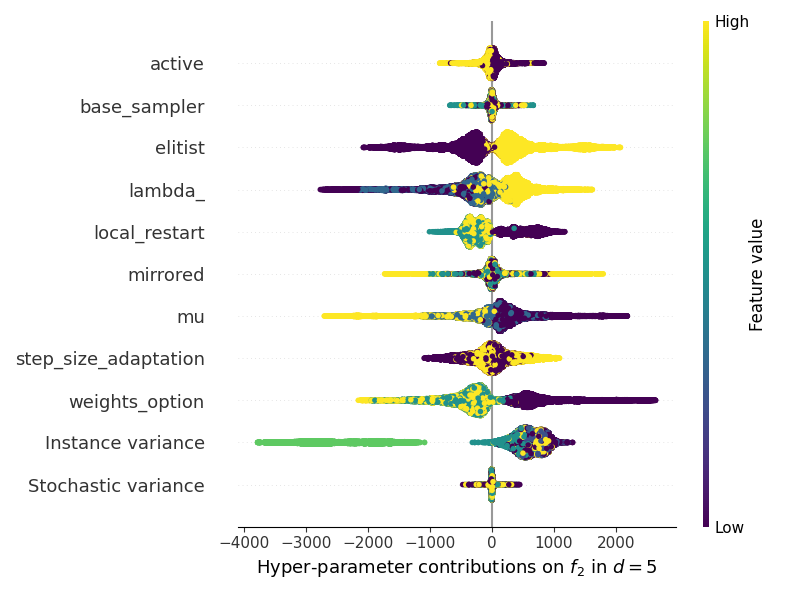 High
active
base_sampler
elitist
lambda_
local_restart
mirrored
mu
step_size_adaptation
weights_option
Instance variance
Stochastic variance
Feature value
Low
−4000 −3000 −2000 −1000 0 1000 2000
Hyper-parameter contributions on f₂ in d = 5